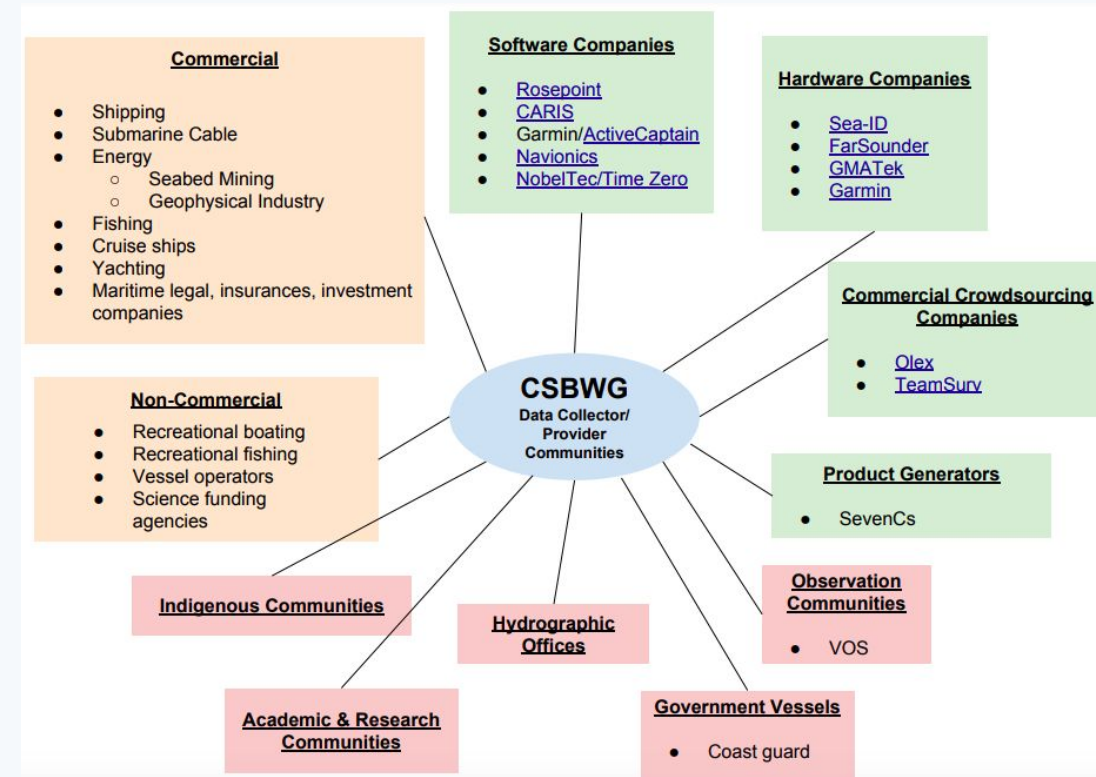 Commercial
● Shipping
● Submarine Cable
● Energy
○ Seabed Mining
○ Geophysical Industry
● Fishing
● Cruise ships
● Yachting
● Maritime legal, insurances, investment
companies
Software Companies
● Rosepoint
● CARIS
● Garmin/ActiveCaptain
● Navionics
● NobelTec/Time Zero
Hardware Companies
● Sea-ID
● FarSounder
● GMATek
● Garmin
Commercial Crowdsourcing
Companies
● Olex
● TeamSurv
CSBWG
Data Collector/
Provider
Communities
Non-Commercial
● Recreational boating
● Recreational fishing
● Vessel operators
● Science funding
agencies
Product Generators
● SevenCs
Indigenous Communities
Hydrographic
Offices
Observation
Communities
● VOS
Academic & Research
Communities
Government Vessels
● Coast guard